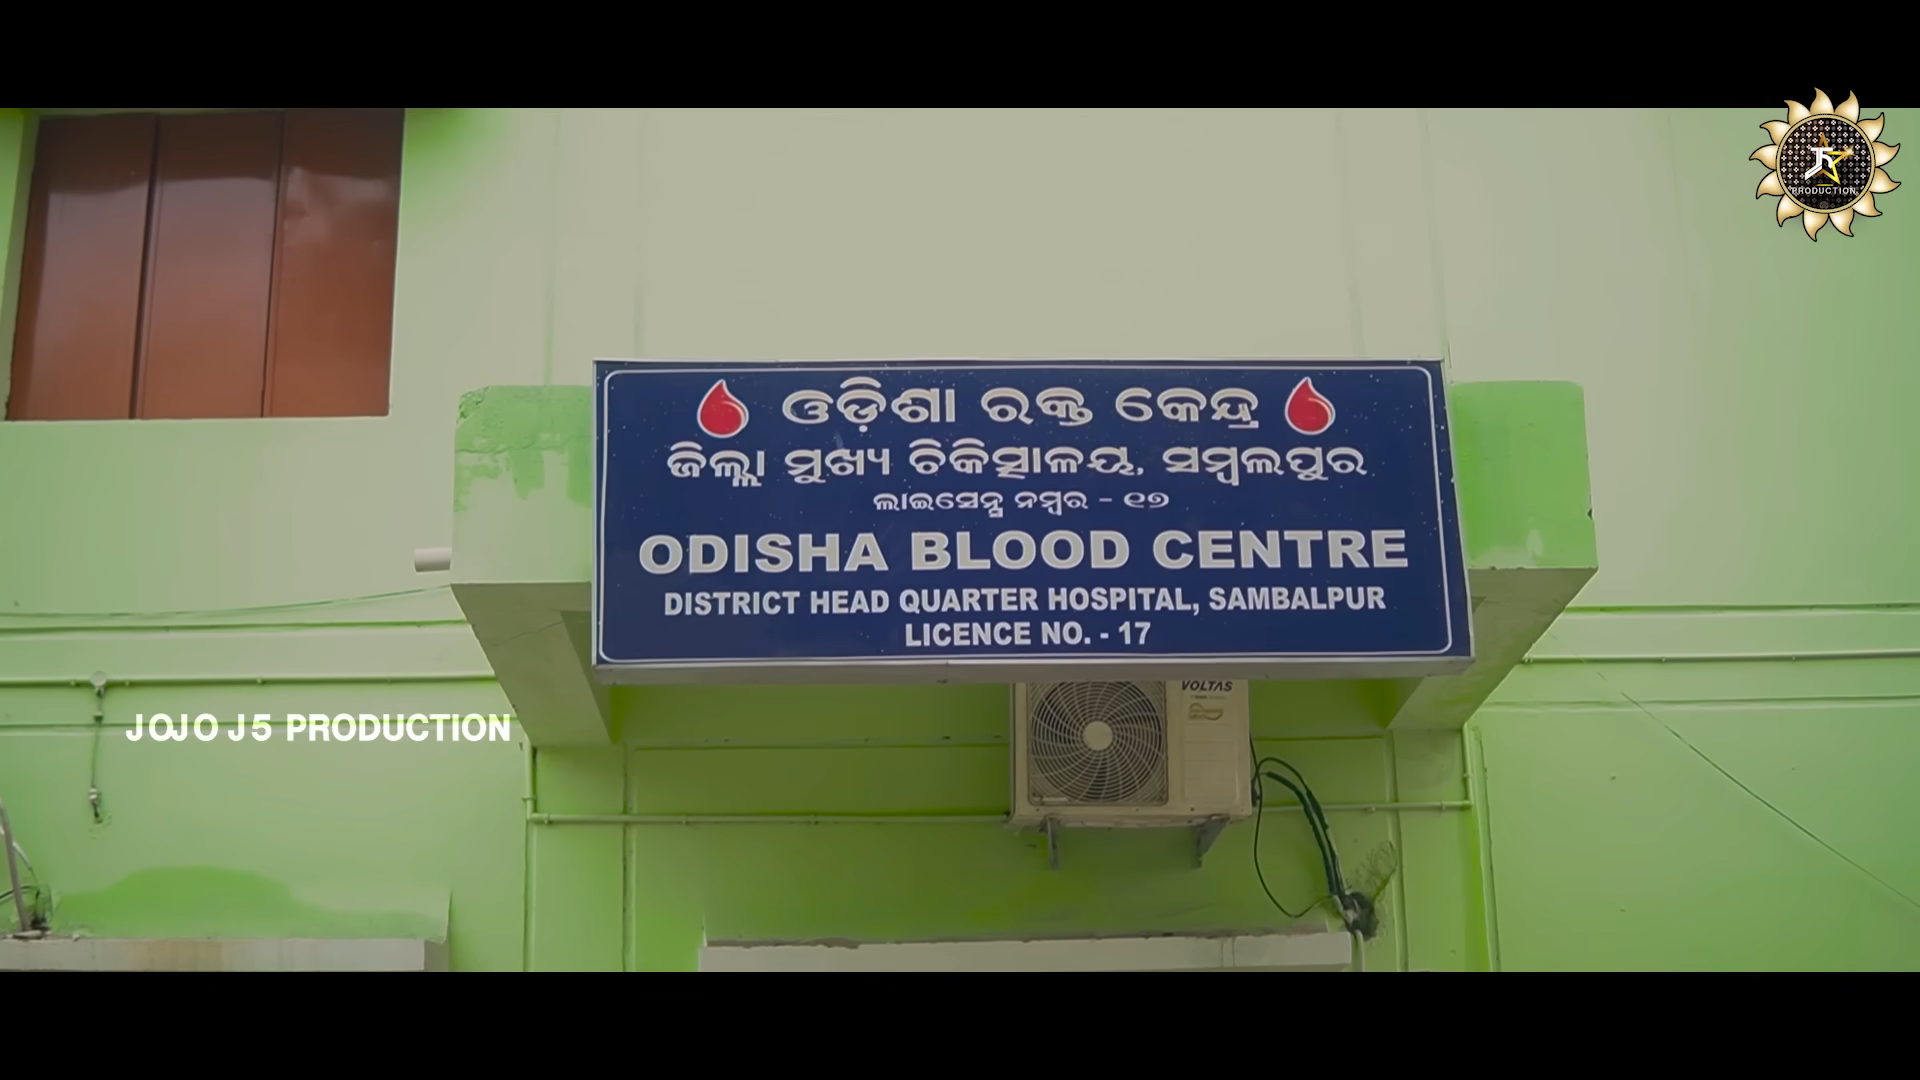 PRODUCTION
ଓଡ଼ିଶା ରକ୍ତ କେନ୍ଦ୍ର
ଜିଲ୍ଲା ମୁଖ୍ୟ ଚିକିତ୍ସାଳୟ, ସମ୍ବଲପୁର
ଲାଇସେନ୍ସ ନମ୍ବର - ୧୭
ODISHA BLOOD CENTRE
DISTRICT HEAD QUARTER HOSPITAL, SAMBALPUR
LICENCE NO. - 17
VOLTAS
JOJO J5 PRODUCTION